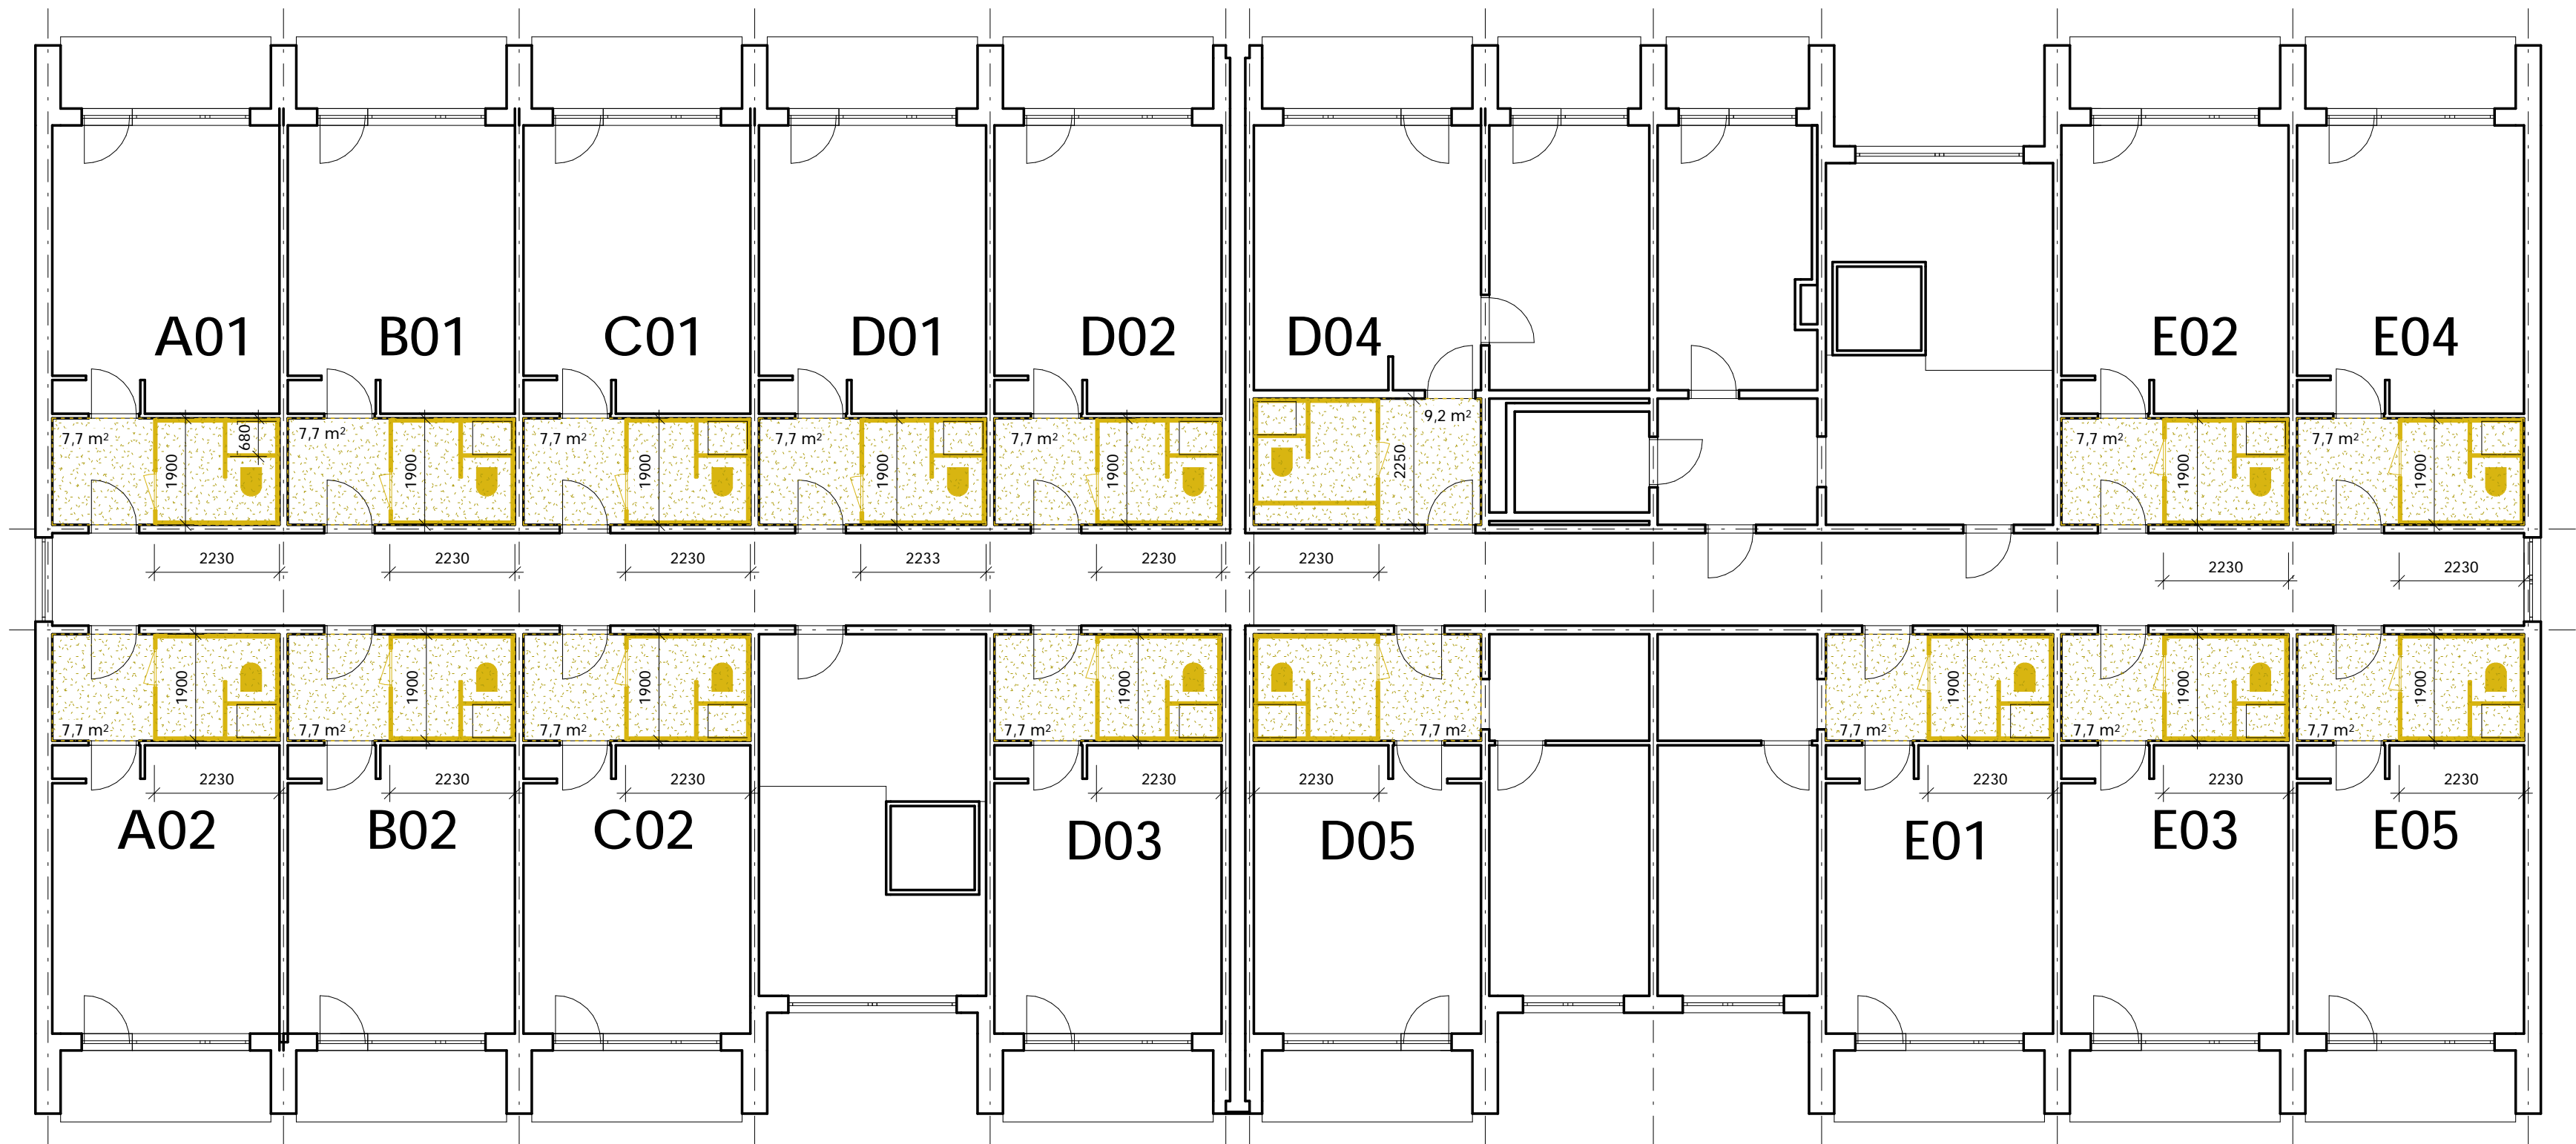 A01 B01 C01 D01 D02 D04 E02 E04
7,7 m² 680 7,7 m² 7,7 m² 7,7 m² 7,7 m² 9,2 m² 7,7 m² 7,7 m²
1900 1900 1900 1900 1900 2250 1900 1900
2230 2230 2230 2233 2230 2230 2230 2230
1900 1900 1900 1900 1900 1900 1900
7,7 m² 7,7 m² 7,7 m² 7,7 m² 7,7 m² 7,7 m² 7,7 m² 7,7 m²
2230 2230 2230 2230 2230 2230 2230 2230
A02 B02 C02 D03 D05 E01 E03 E05